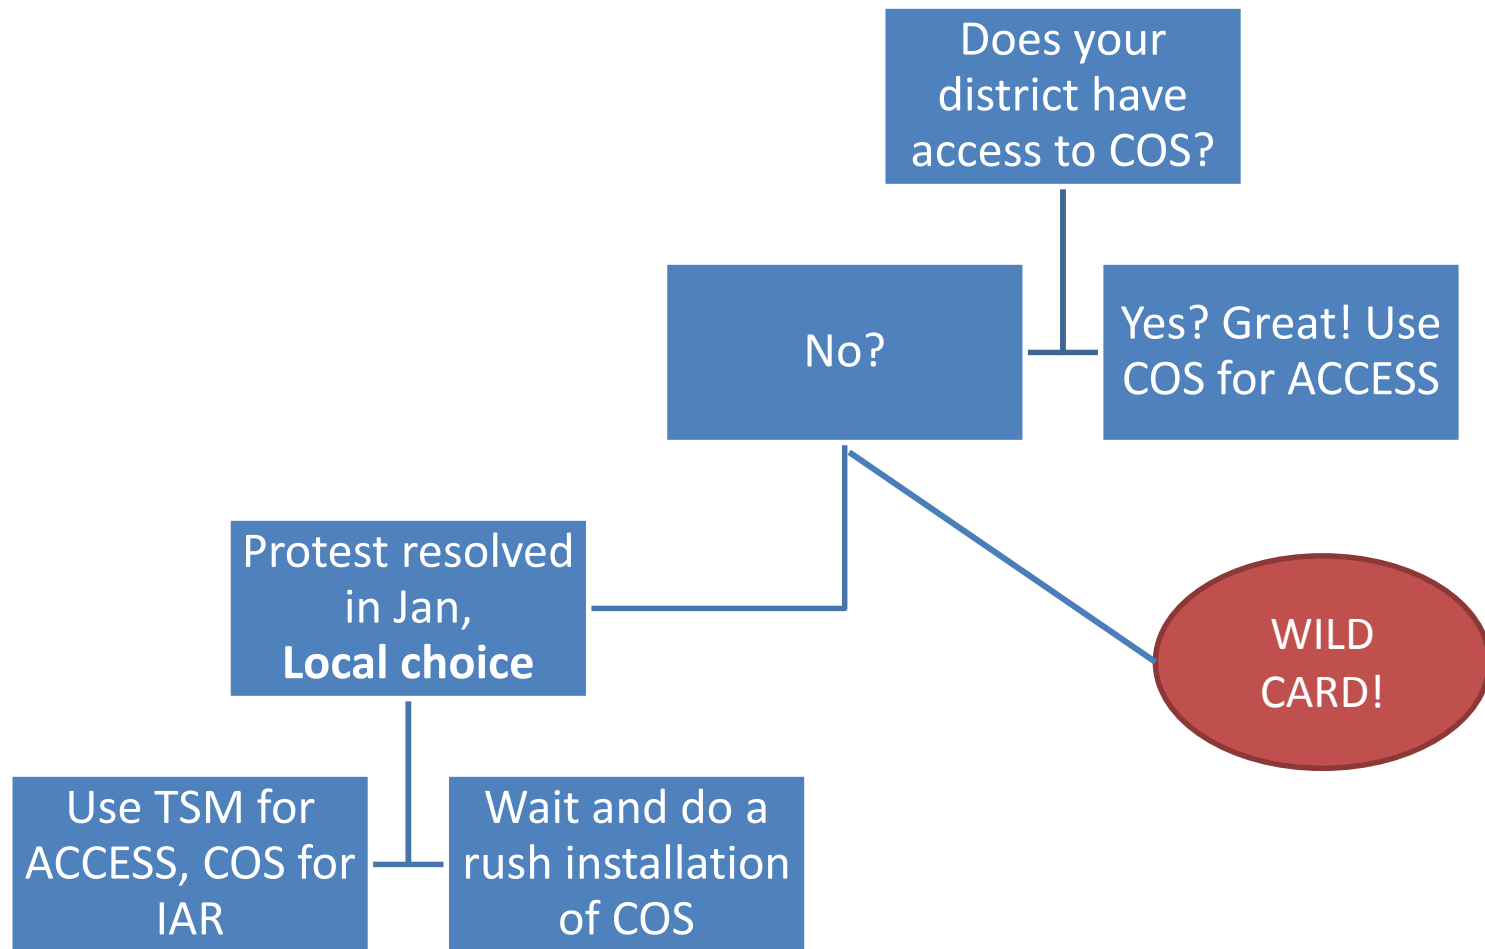 Does your
district have
access to COS?
No?
Yes? Great! Use
COS for ACCESS
Protest resolved
in Jan,
Local choice
WILD
CARD!
Use TSM for
ACCESS, COS for
IAR
Wait and do a
rush installation
of COS